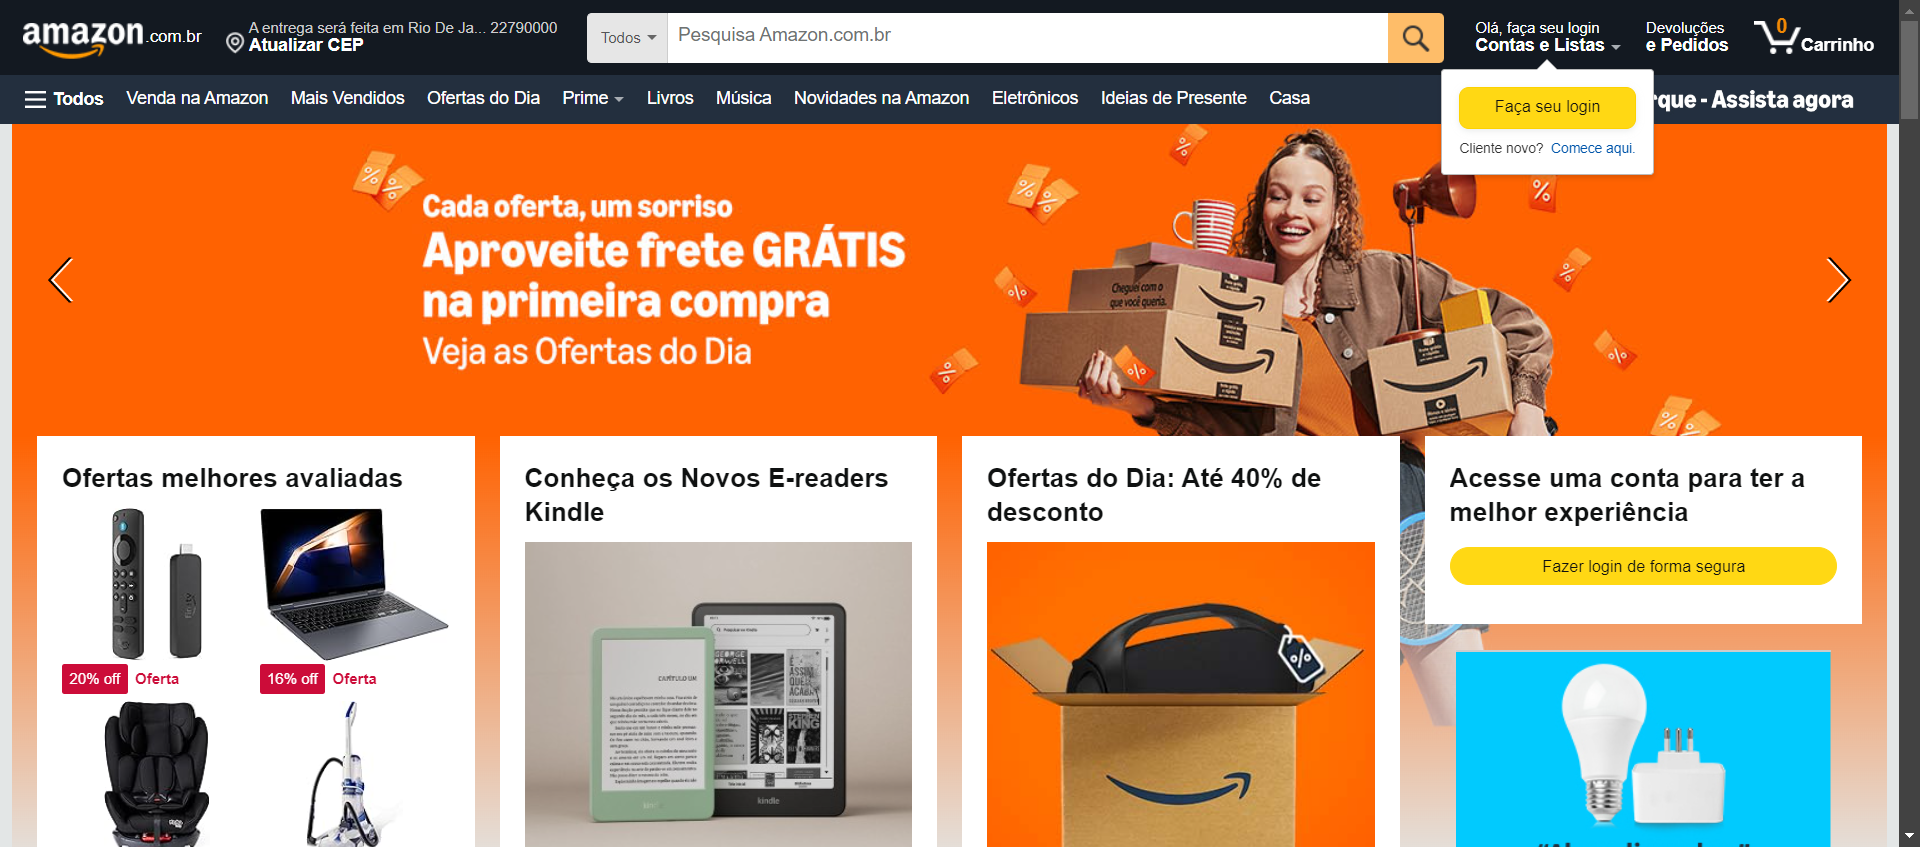 amazon.com.br
A entrega será feita em Rio De Ja... 22790000
Atualizar CEP
Todos
Pesquisa Amazon.com.br
Olá, faça seu login
Contas e Listas
Devoluções
e Pedidos
0
Carrinho
Todos
Venda na Amazon
Mais Vendidos
Ofertas do Dia
Prime
Livros
Música
Novidades na Amazon
Eletrônicos
Ideias de Presente
Casa
rque - Assista agora
Faça seu login
Cliente novo? Comece aqui.
Cada oferta, um sorriso
Aproveite frete GRÁTIS
na primeira compra
Veja as Ofertas do Dia
Cheguei com o
que você queria.
Ofertas melhores avaliadas
20% off Oferta
16% off Oferta
Conheça os Novos E-readers
Kindle
CAPÍTULO UM
GEORGE
ORWELL
STEPHEN
KING
kindle
Ofertas do Dia: Até 40% de
desconto
%
Acesse uma conta para ter a
melhor experiência
Fazer login de forma segura